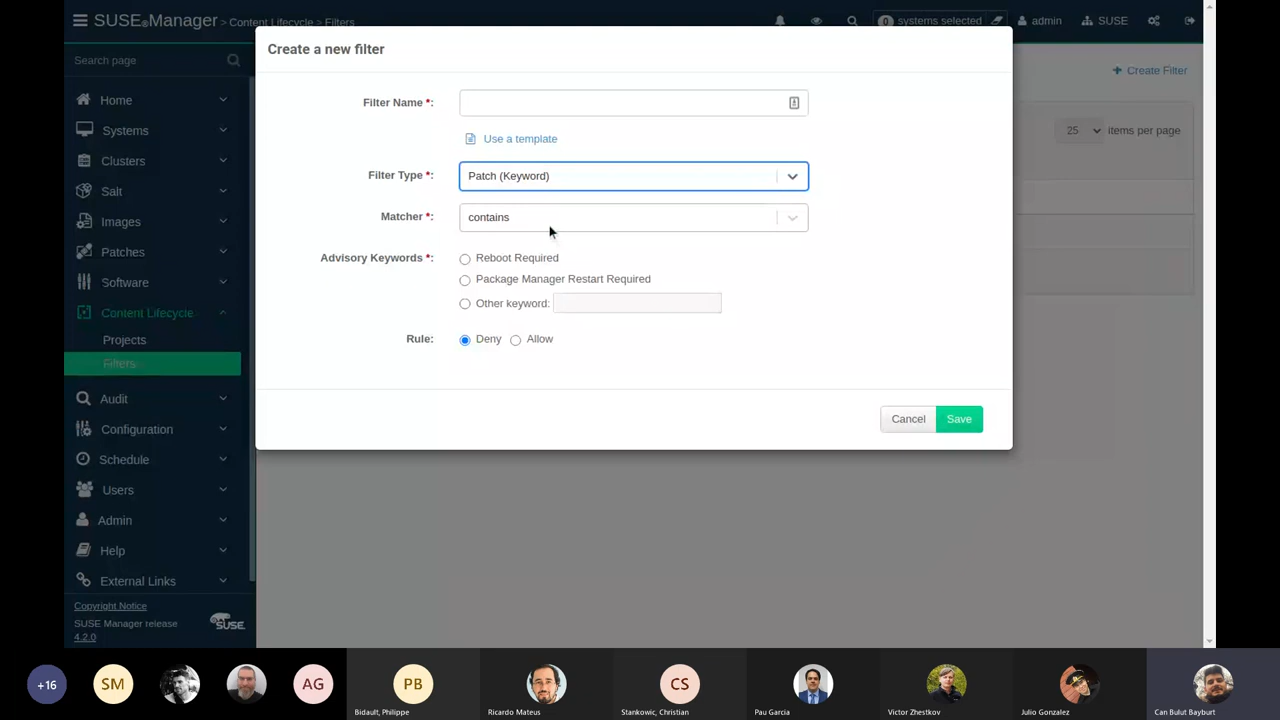 SUSE®Manager > Content Lifecycle > Filters
0 systems selected
admin
SUSE
Search page
Home
Systems
Clusters
Salt
Images
Patches
Software
Content Lifecycle
Projects
Filters
Audit
Configuration
Schedule
Users
Admin
Help
External Links
Copyright Notice
SUSE Manager release
4.2.0
SUSE
Create Filter
25 items per page
Create a new filter
Filter Name *:
Use a template
Filter Type *: Patch (Keyword)
Matcher *: contains
Advisory Keywords *: Reboot Required
Package Manager Restart Required
Other keyword:
Rule: Deny Allow
Cancel Save
+16 SM AG PB CS
Bidault, Philippe
Ricardo Mateus
Stankovic, Christian
Pau Garcia
Victor Zhestkov
Julio Gonzalez
Can Bulut Bayburt